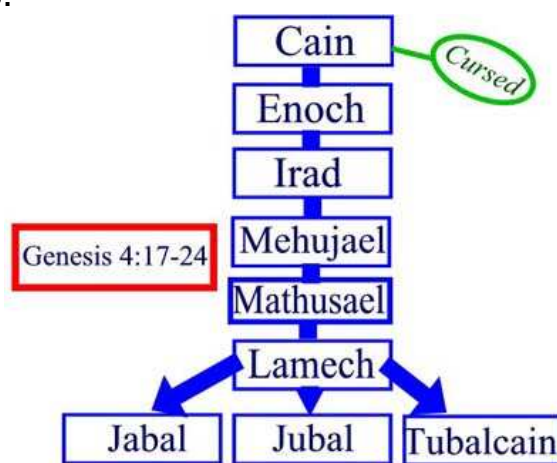 Cain
Cursed
Enoch
Irad
Mehujael
Genesis 4:17-24
Mathusael
Lamech
Jabal
Jubal
Tubalcain